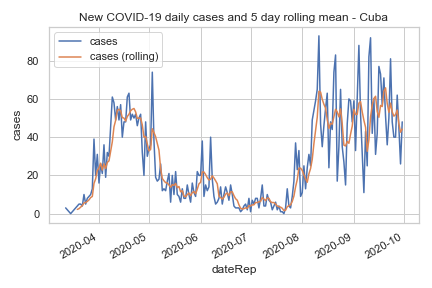 New COVID-19 daily cases and 5 day rolling mean - Cuba
cases
cases (rolling)
cases
80
60
40
20
0
2020-04
2020-05
2020-06
2020-07
2020-08
2020-09
2020-10
dateRep